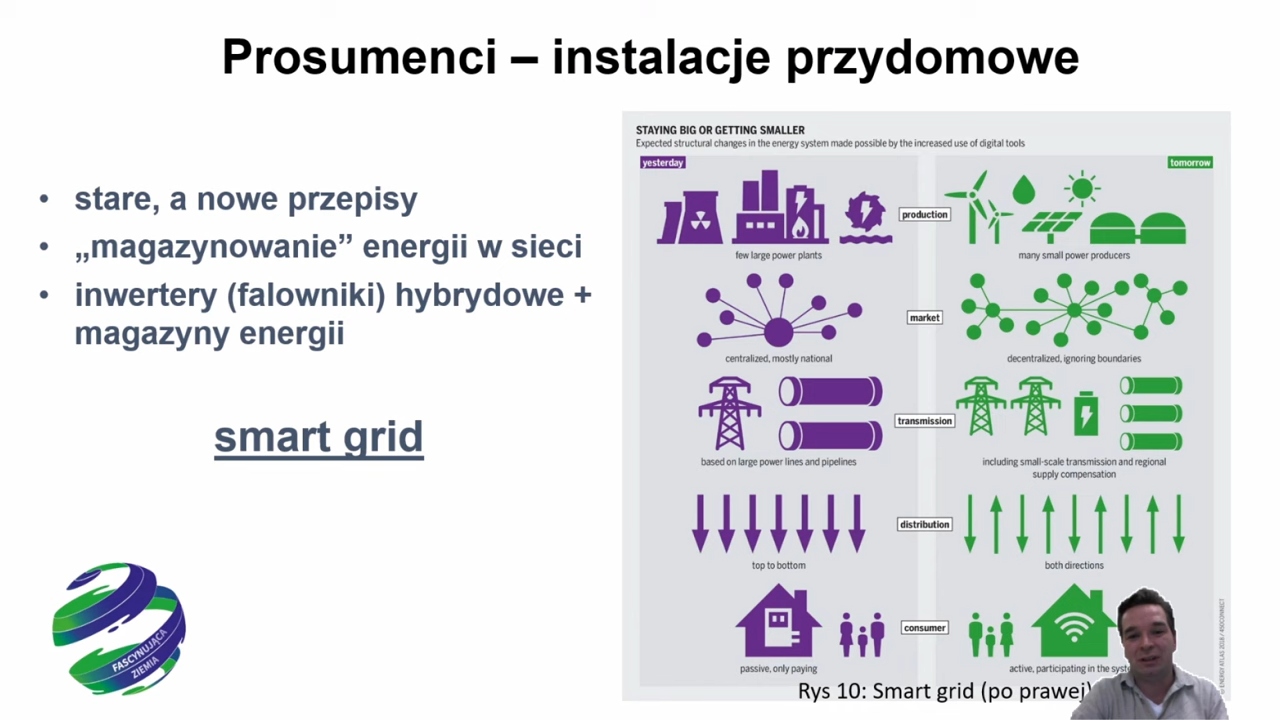 Prosumenci – instalacje przydomowe
• stare, a nowe przepisy
• „magazynowanie” energii w sieci
• inwertery (falowniki) hybrydowe +
magazyny energii
smart grid
FASCYNUJĄCA
ZIEMIA
STAYING BIG OR GETTING SMALLER
Expected structural changes in the energy system made possible by the increased use of digital tools
yesterday
tomorrow
production
few large power plants
many small power producers
market
centralized, mostly national
decentralized, ignoring boundaries
transmission
based on large power lines and pipelines
including small-scale transmission and regional
supply compensation
distribution
top to bottom
both directions
consumer
passive, only paying
active, participating in the
© ENERGY ATLAS 2018 /
Rys 10: Smart grid (po prawej)